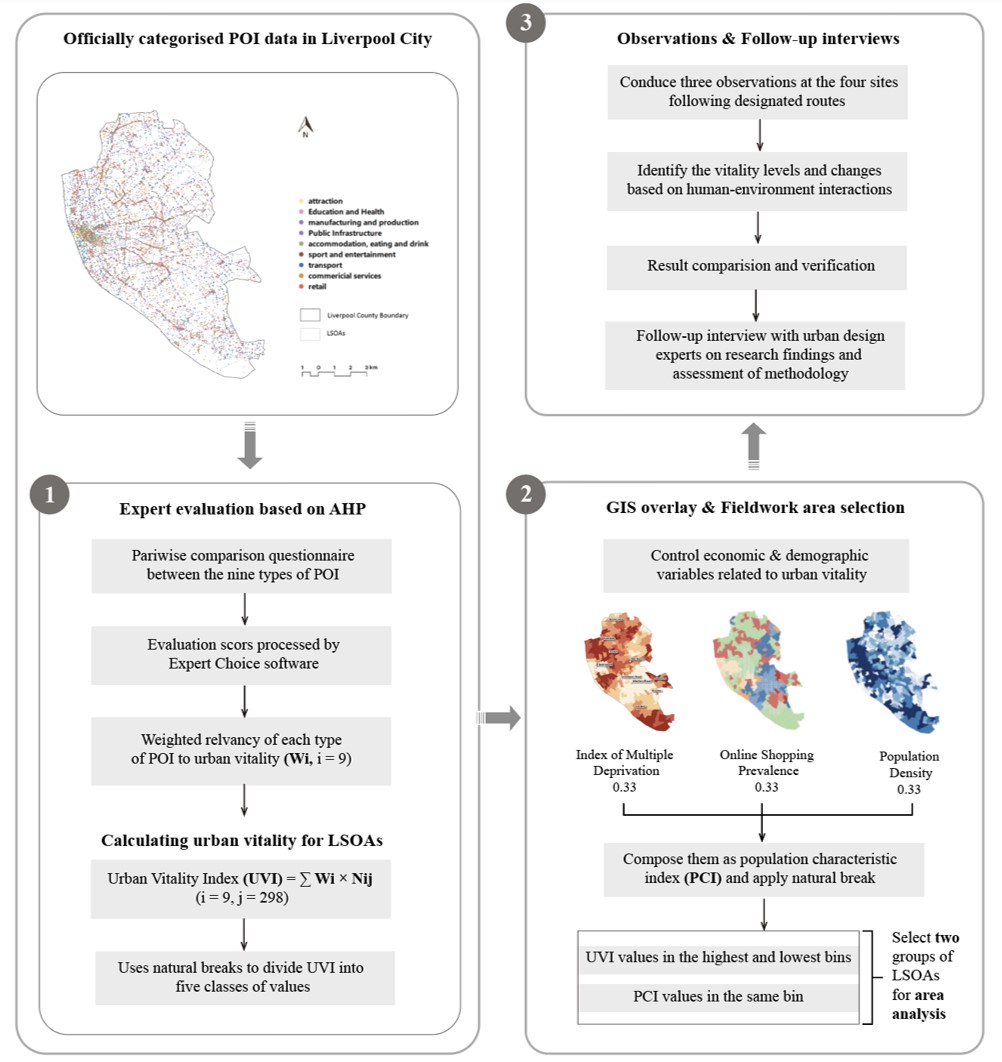 Officially categorised POI data in Liverpool City
N
attraction
Education and Health
manufacturing and production
Public Infrastructure
accommodation, eating and drink
sport and entertainment
transport
commericial services
retail
Liverpool County Boundary
LSOAs
1 0 1 2 3 km
1
Expert evaluation based on AHP
Pariwise comparison questionnaire
between the nine types of POI
Evaluation scors processed by
Expert Choice software
Weighted relvancy of each type
of POI to urban vitality (Wi, i = 9)
Calculating urban vitality for LSOAs
Urban Vitality Index (UVI) = ∑ Wi × Nij
(i = 9, j = 298)
Uses natural breaks to divide UVI into
five classes of values
2
GIS overlay & Fieldwork area selection
Control economic & demographic
variables related to urban vitality
Index of Multiple
Deprivation
0.33
Online Shopping
Prevalence
0.33
Population
Density
0.33
Compose them as population characteristic
index (PCI) and apply natural break
UVI values in the highest and lowest bins
PCI values in the same bin
Select two
groups of
LSOAs
for area
analysis
3
Observations & Follow-up interviews
Conduce three observations at the four sites
following designated routes
Identify the vitality levels and changes
based on human-environment interactions
Result comparision and verification
Follow-up interview with urban design
experts on research findings and
assessment of methodology